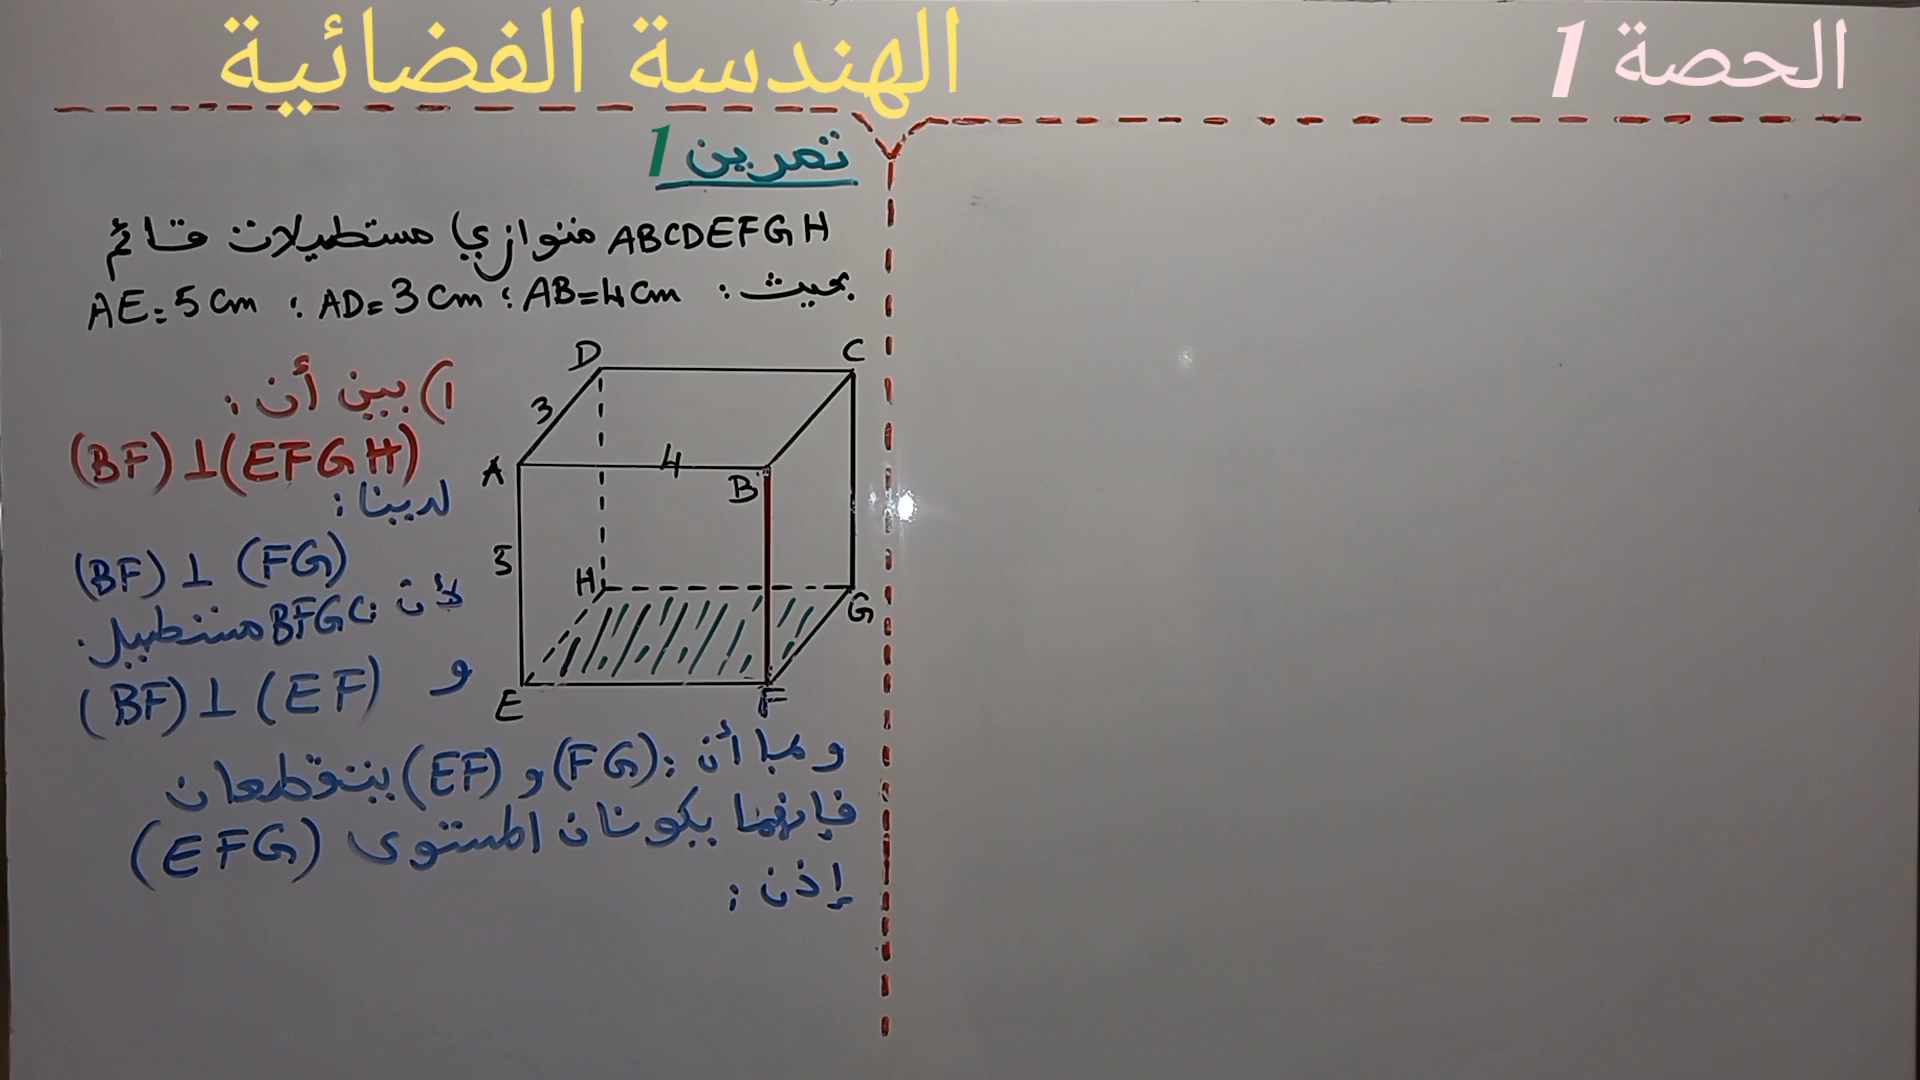 الحصة 1
الهندسة الفضائية
تمرين 1
ABCDEFGH متوازي مستطيلات قائم
بحيث: AB=4cm ؛ AD=3cm ؛ AE=5cm
1) بين أن:
(BF)⊥(EFGH)
لدينا:
(BF)⊥(FG)
لأن: BFGC مستطيل.
و (BF)⊥(EF)
وبما أن: (FG) و (EF) يتقطعان
فإنهما يكونان المستوى (EFG)
إذن:
D
C
3
A
4
B
5
H
G
E
F